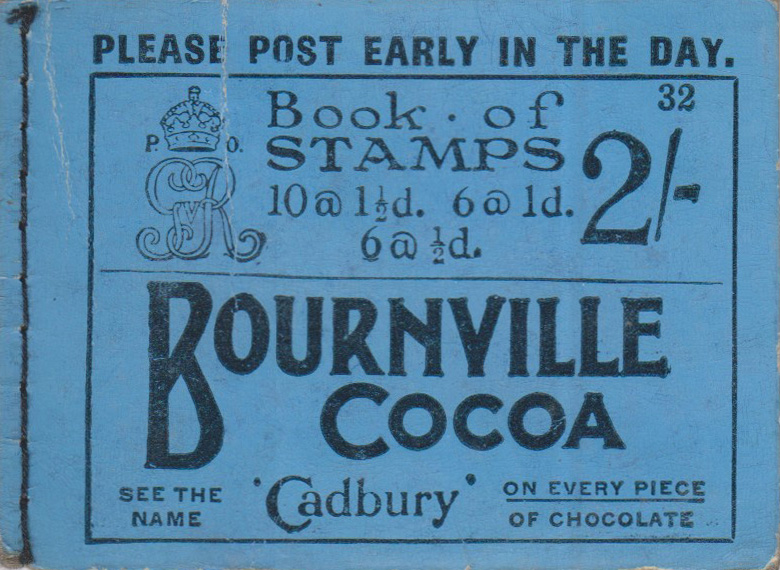 PLEASE POST EARLY IN THE DAY.
32
P. O.
GvR
Book · of
STAMPS
2/-
10@1½d. 6@1d.
6@½d.
BOURNVILLE
COCOA
SEE THE
NAME
'Cadbury'
ON EVERY PIECE
OF CHOCOLATE